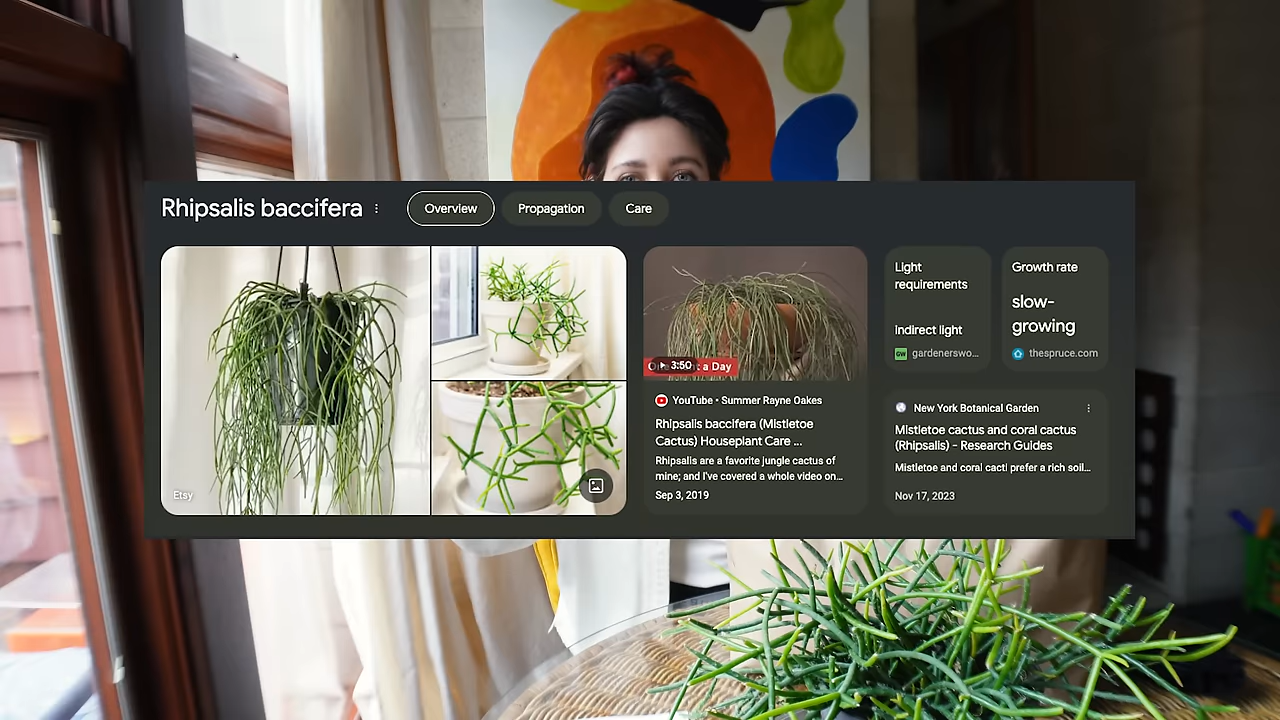 Rhipsalis baccifera
Overview
Propagation
Care
Etsy
3:50
a Day
YouTube • Summer Rayne Oakes
Rhipsalis baccifera (Mistletoe
Cactus) Houseplant Care ...
Rhipsalis are a favorite jungle cactus of
mine; and I've covered a whole video on...
Sep 3, 2019
Light
requirements
Indirect light
GW gardenerswo...
Growth rate
slow-
growing
thespruce.com
New York Botanical Garden
Mistletoe cactus and coral cactus
(Rhipsalis) - Research Guides
Mistletoe and coral cacti prefer a rich soil...
Nov 17, 2023